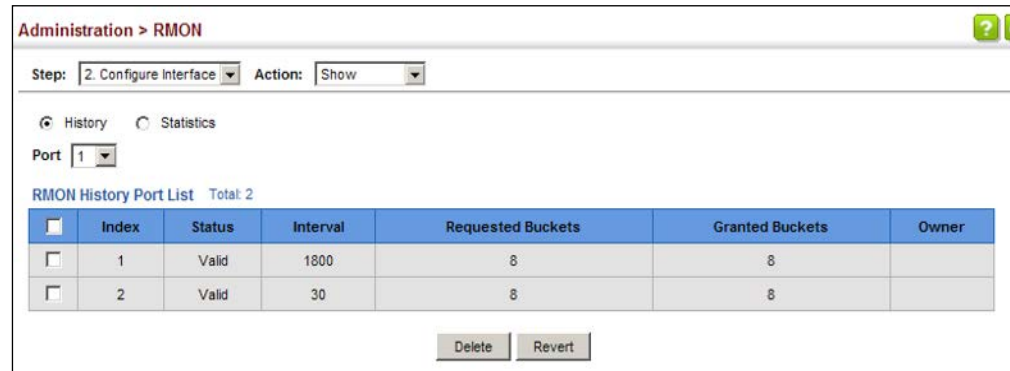 Administration > RMON
?
Step: 2. Configure Interface Action: Show
History Statistics
Port 1
RMON History Port List Total: 2
Index Status Interval Requested Buckets Granted Buckets Owner
1 Valid 1800 8 8
2 Valid 30 8 8
Delete Revert